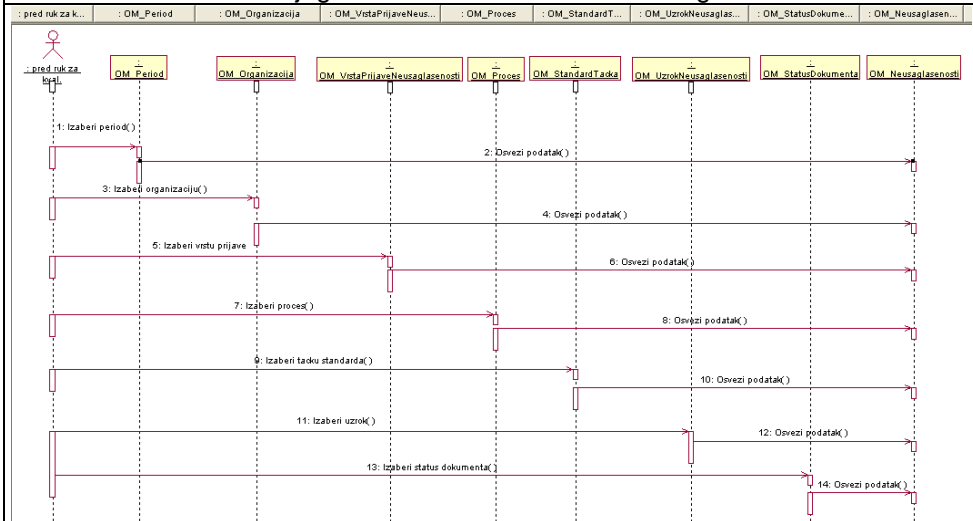 : pred ruk za k...
: OM_Period
: OM_Organizacija
: OM_VrstaPrijaveNeus...
: OM_Proces
: OM_StandardT...
: OM_UzrokNeusaglas...
: OM_StatusDokume...
: OM_Neusaglasen...
: pred ruk za
kval.
:
OM_Period
:
OM_Organizacija
:
OM_VrstaPrijaveNeusaglasenosti
:
OM_Proces
:
OM_StandardTacka
:
OM_UzrokNeusaglasenosti
:
OM_StatusDokumenta
:
OM_Neusaglasenosti
1: Izaberi period( )
2: Osvezi podatak( )
3: Izaberi organizaciju( )
4: Osvezi podatak( )
5: Izaberi vrstu prijave
6: Osvezi podatak( )
7: Izaberi proces( )
8: Osvezi podatak( )
9: Izaberi tacku standarda( )
10: Osvezi podatak( )
11: Izaberi uzrok( )
12: Osvezi podatak( )
13: Izaberi status dokumenta( )
14: Osvezi podatak( )